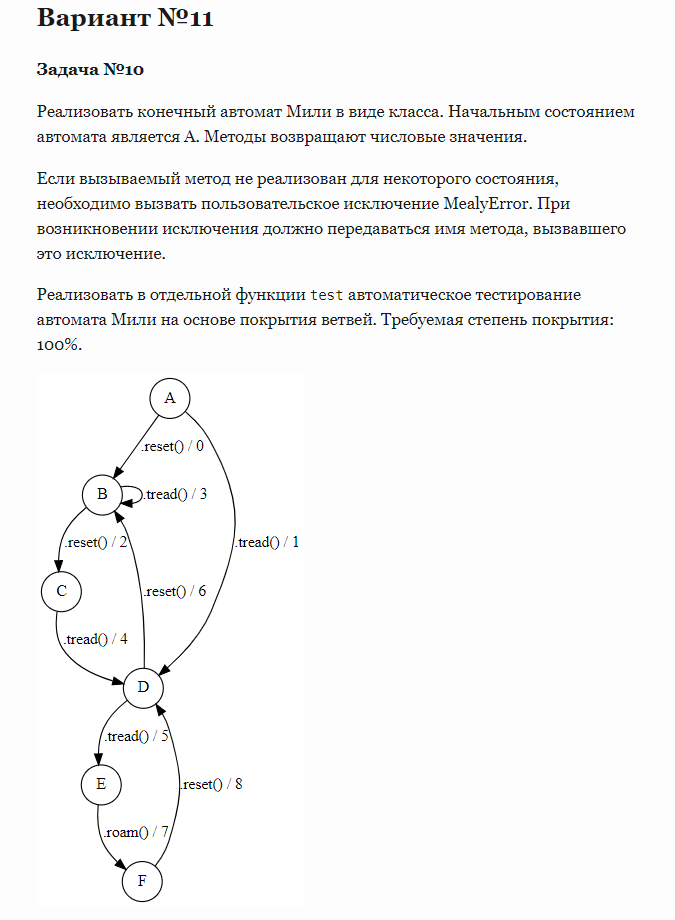 Вариант №11
Задача №10
Реализовать конечный автомат Мили в виде класса. Начальным состоянием
автомата является A. Методы возвращают числовые значения.
Если вызываемый метод не реализован для некоторого состояния,
необходимо вызвать пользовательское исключение MealyError. При
возникновении исключения должно передаваться имя метода, вызвавшего
это исключение.
Реализовать в отдельной функции test автоматическое тестирование
автомата Мили на основе покрытия ветвей. Требуемая степень покрытия:
100%.
A
.reset() / 0
B
.tread() / 3
.reset() / 2
.tread() / 1
C
.reset() / 6
.tread() / 4
D
.tread() / 5
E
.reset() / 8
.roam() / 7
F